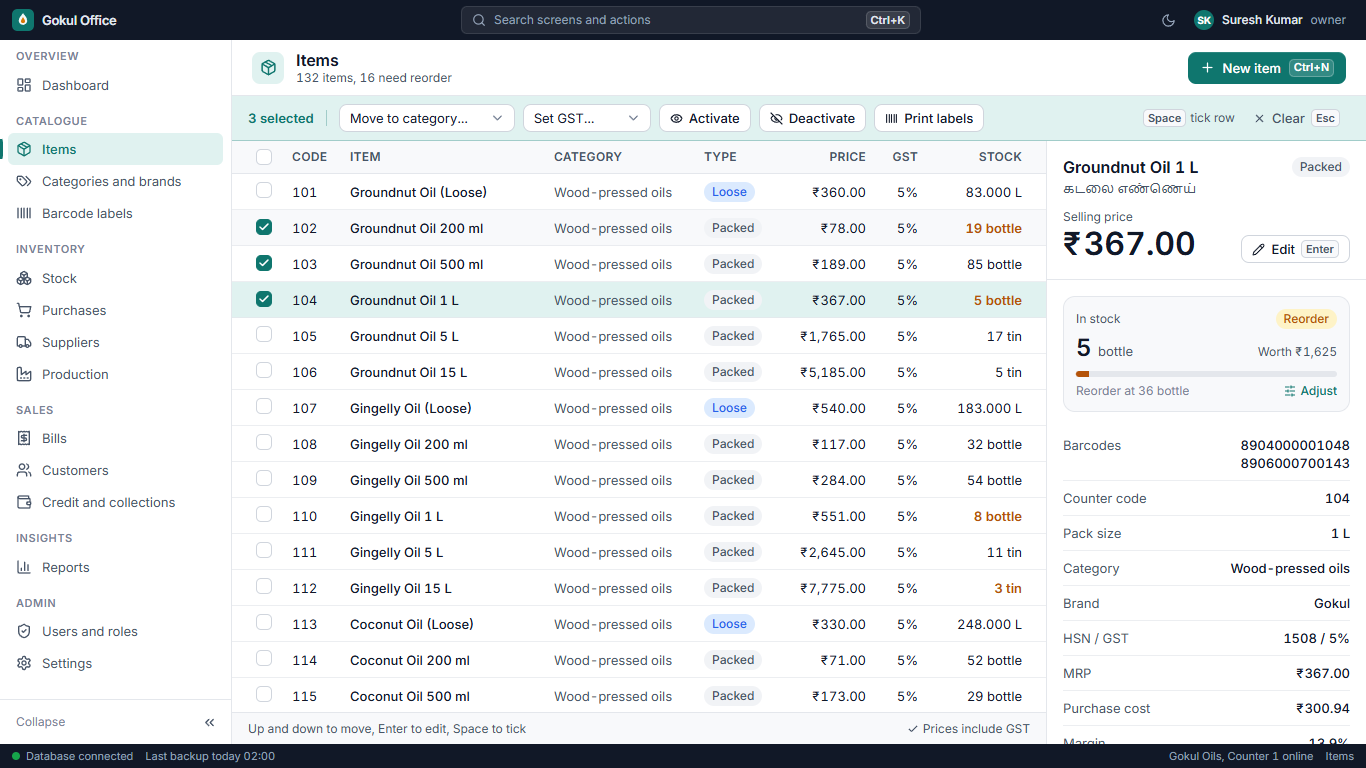 Gokul Office
Search screens and actions Ctrl+K
SK Suresh Kumar owner
OVERVIEW
Dashboard
CATALOGUE
Items
Categories and brands
Barcode labels
INVENTORY
Stock
Purchases
Suppliers
Production
SALES
Bills
Customers
Credit and collections
INSIGHTS
Reports
ADMIN
Users and roles
Settings
Collapse
Items
132 items, 16 need reorder
New item Ctrl+N
3 selected Move to category... Set GST... Activate Deactivate Print labels Space tick row Clear Esc
CODE ITEM CATEGORY TYPE PRICE GST STOCK
101 Groundnut Oil (Loose) Wood-pressed oils Loose ₹360.00 5% 83.000 L
102 Groundnut Oil 200 ml Wood-pressed oils Packed ₹78.00 5% 19 bottle
103 Groundnut Oil 500 ml Wood-pressed oils Packed ₹189.00 5% 85 bottle
104 Groundnut Oil 1 L Wood-pressed oils Packed ₹367.00 5% 5 bottle
105 Groundnut Oil 5 L Wood-pressed oils Packed ₹1,765.00 5% 17 tin
106 Groundnut Oil 15 L Wood-pressed oils Packed ₹5,185.00 5% 5 tin
107 Gingelly Oil (Loose) Wood-pressed oils Loose ₹540.00 5% 183.000 L
108 Gingelly Oil 200 ml Wood-pressed oils Packed ₹117.00 5% 32 bottle
109 Gingelly Oil 500 ml Wood-pressed oils Packed ₹284.00 5% 54 bottle
110 Gingelly Oil 1 L Wood-pressed oils Packed ₹551.00 5% 8 bottle
111 Gingelly Oil 5 L Wood-pressed oils Packed ₹2,645.00 5% 11 tin
112 Gingelly Oil 15 L Wood-pressed oils Packed ₹7,775.00 5% 3 tin
113 Coconut Oil (Loose) Wood-pressed oils Loose ₹330.00 5% 248.000 L
114 Coconut Oil 200 ml Wood-pressed oils Packed ₹71.00 5% 52 bottle
115 Coconut Oil 500 ml Wood-pressed oils Packed ₹173.00 5% 29 bottle
Up and down to move, Enter to edit, Space to tick Prices include GST
Groundnut Oil 1 L Packed
கடலை எண்ணெய்
Selling price
₹367.00 Edit Enter
In stock Reorder
5 bottle Worth ₹1,625
Reorder at 36 bottle Adjust
Barcodes 8904000001048
8906000700143
Counter code 104
Pack size 1 L
Category Wood-pressed oils
Brand Gokul
HSN / GST 1508 / 5%
MRP ₹367.00
Purchase cost ₹300.94
Margin 13.9%
Database connected Last backup today 02:00 Gokul Oils, Counter 1 online Items